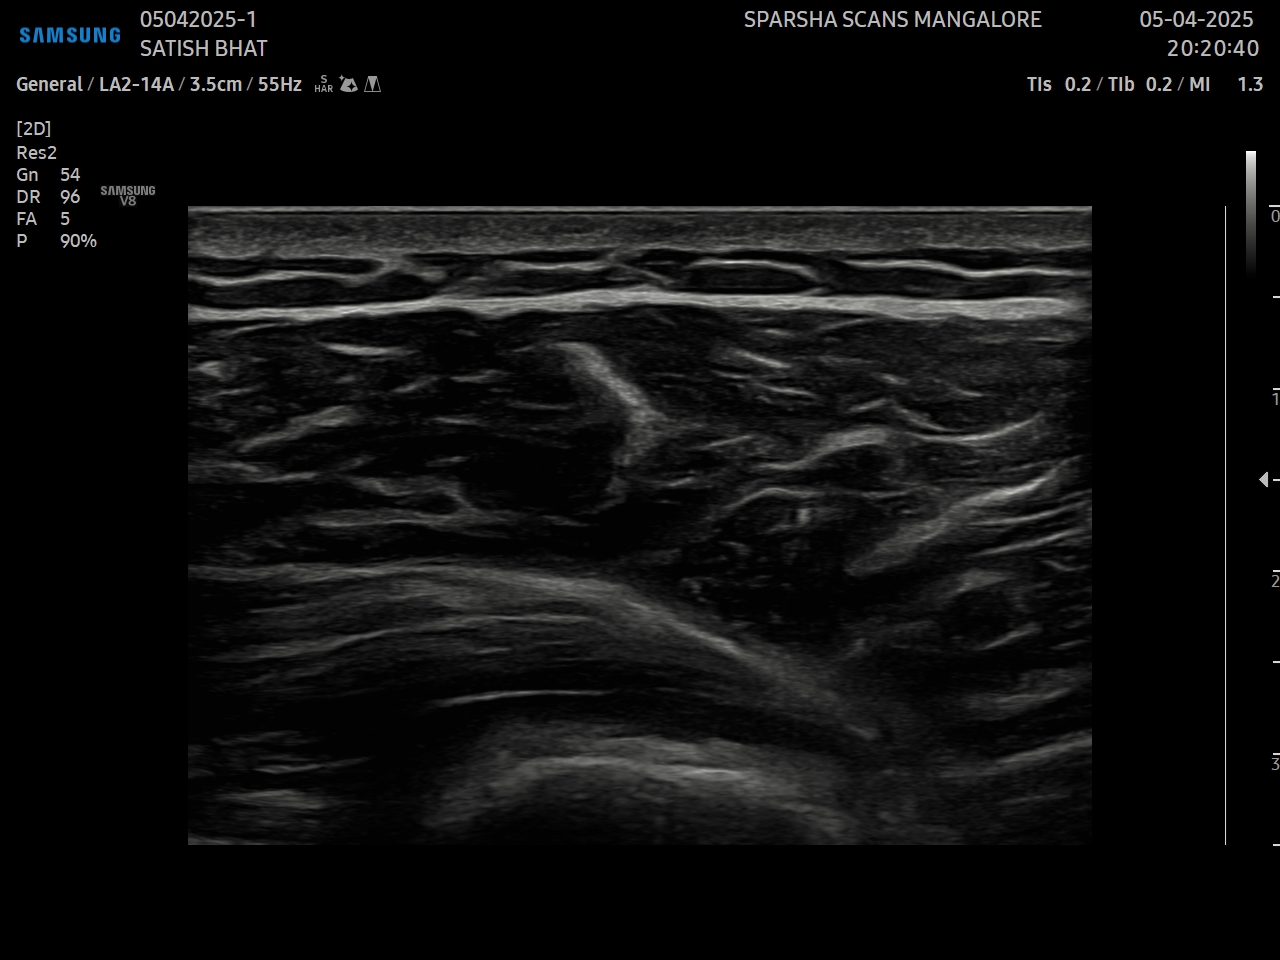 SAMSUNG
05042025-1
SATISH BHAT
SPARSHA SCANS MANGALORE
05-04-2025
20:20:40
General / LA2-14A / 3.5cm / 55Hz
S
HAR
TIs 0.2 / TIb 0.2 / MI 1.3
[2D]
Res2
Gn 54
DR 96
FA 5
P 90%
SAMSUNG
V8
0
1
2
3